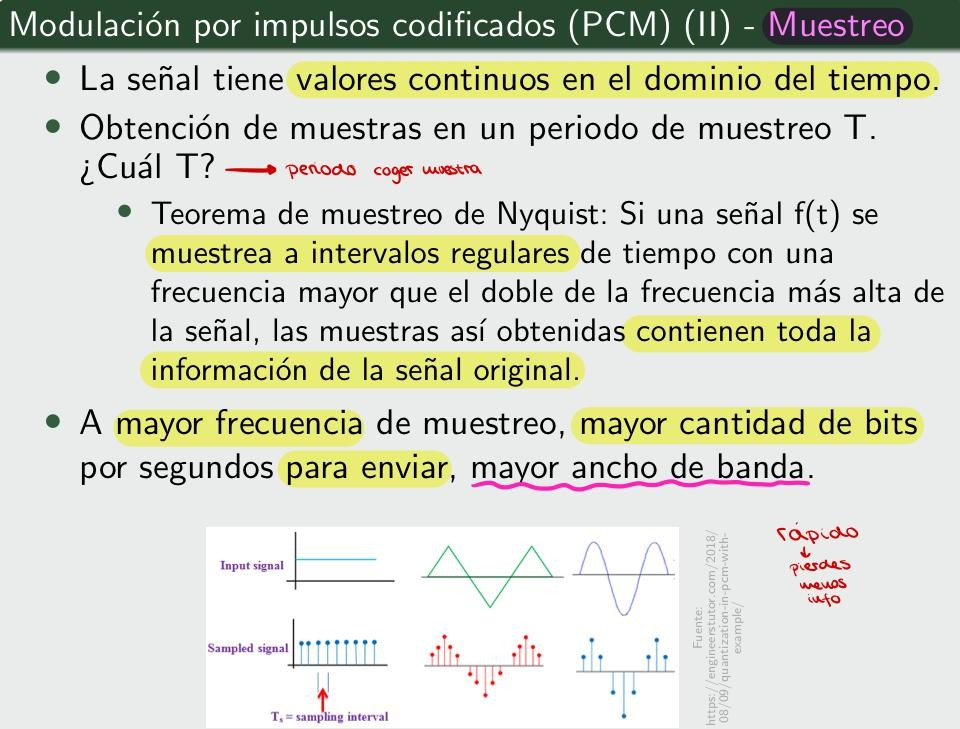 Modulación por impulsos codificados (PCM) (II) - Muestreo
• La señal tiene valores continuos en el dominio del tiempo.
• Obtención de muestras en un periodo de muestreo T.
¿Cuál T? → periodo coger muestra
• Teorema de muestreo de Nyquist: Si una señal f(t) se
muestrea a intervalos regulares de tiempo con una
frecuencia mayor que el doble de la frecuencia más alta de
la señal, las muestras así obtenidas contienen toda la
información de la señal original.
• A mayor frecuencia de muestreo, mayor cantidad de bits
por segundos para enviar, mayor ancho de banda.
Input signal
Sampled signal
Ts = sampling interval
Fuente:
https://engineerstutor.com/2018/
08/09/quantization-in-pcm-with-
example/
rápido
↓
pierdes
menos
info